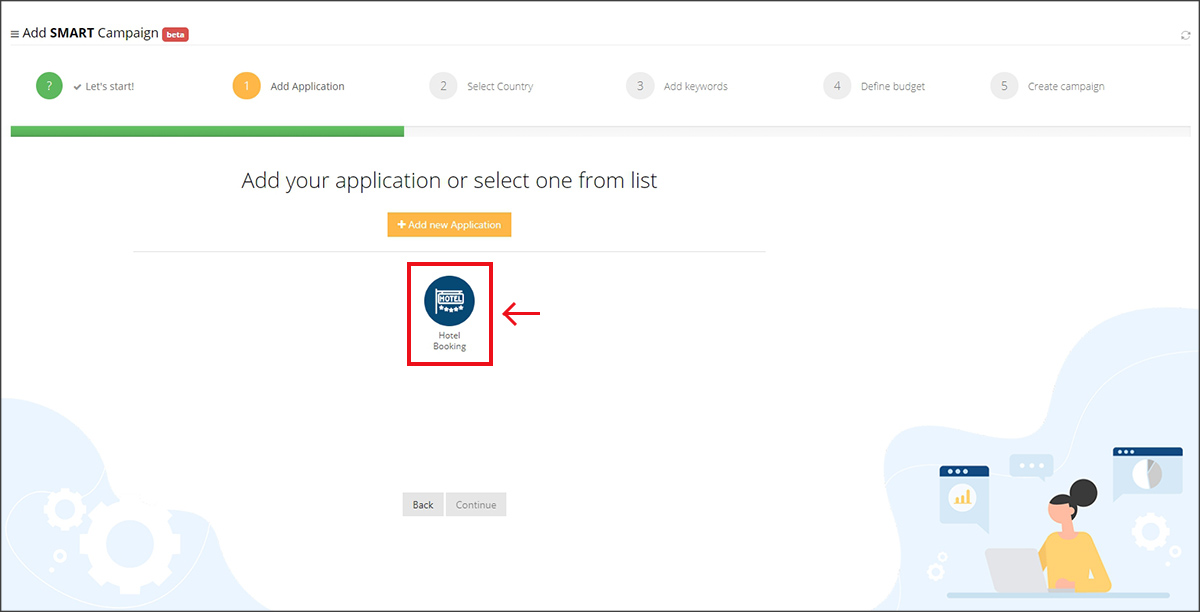 Add SMART Campaign beta
? Let's start!
1 Add Application
2 Select Country
3 Add keywords
4 Define budget
5 Create campaign
Add your application or select one from list
Add new Application
HOTEL
Hotel
Booking
Back Continue